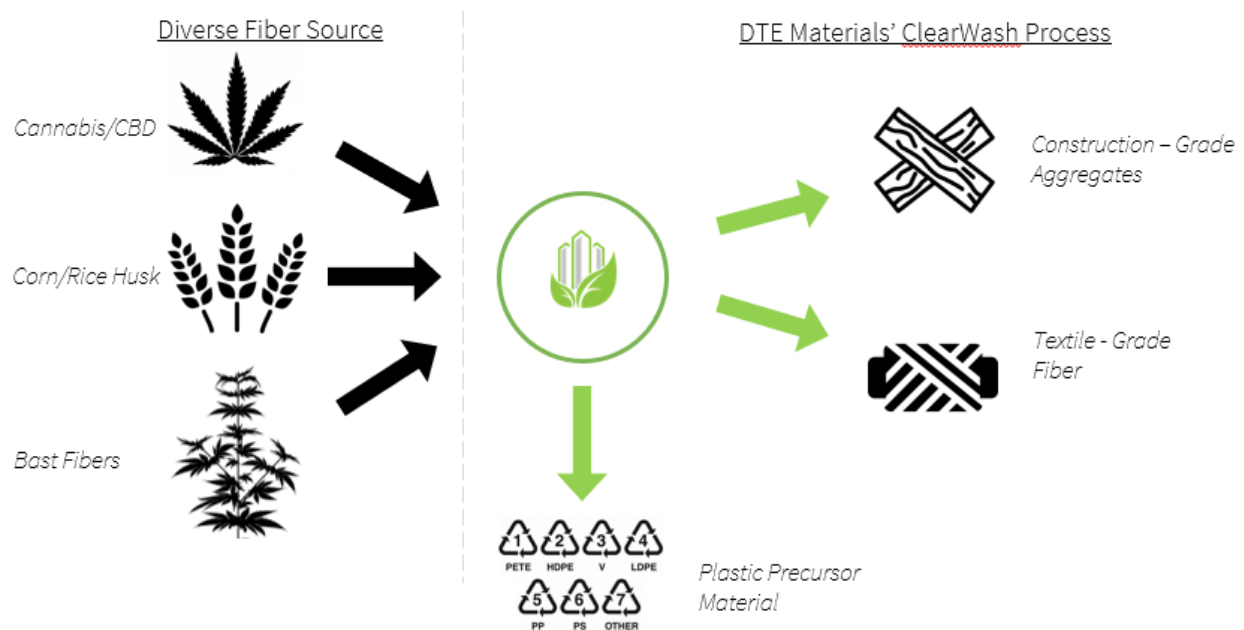 Diverse Fiber Source
DTE Materials' ClearWash Process
Cannabis/CBD
Construction – Grade
Aggregates
Corn/Rice Husk
Textile - Grade
Fiber
Bast Fibers
1 2 3 4
PETE HDPE V LDPE
5 6 7
PP PS OTHER
Plastic Precursor
Material